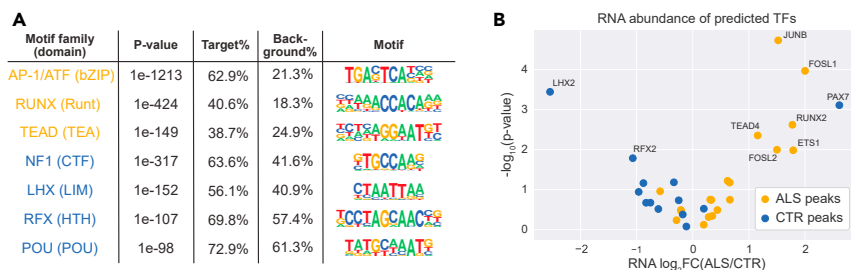 A
Motif family (domain) P-value Target% Back-ground% Motif
AP-1/ATF (bZIP) 1e-1213 62.9% 21.3%
RUNX (Runt) 1e-424 40.6% 18.3%
TEAD (TEA) 1e-149 38.7% 24.9%
NF1 (CTF) 1e-317 63.6% 41.6%
LHX (LIM) 1e-152 56.1% 40.9% CTAATTAA
RFX (HTH) 1e-107 69.8% 57.4%
POU (POU) 1e-98 72.9% 61.3%
B
RNA abundance of predicted TFs
JUNB
FOSL1
LHX2
PAX7
RUNX2
TEAD4
ETS1
RFX2
FOSL2
ALS peaks
CTR peaks
5
4
3
2
1
0
-log10(p-value)
−2 −1 0 1 2
RNA log2FC(ALS/CTR)